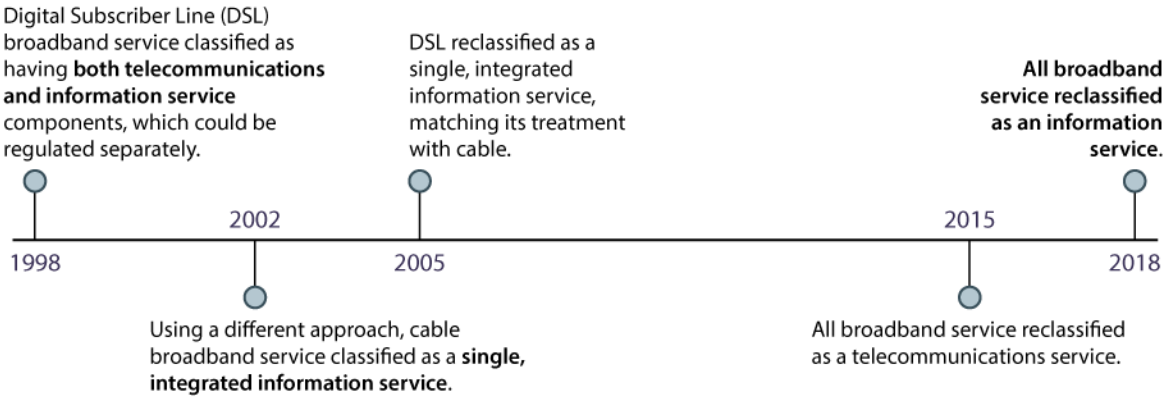 Digital Subscriber Line (DSL)
broadband service classified as
having both telecommunications
and information service
components, which could be
regulated separately.
DSL reclassified as a
single, integrated
information service,
matching its treatment
with cable.
All broadband
service reclassified
as an information
service.
2002
2015
1998
2005
2018
Using a different approach, cable
broadband service classified as a single,
integrated information service.
All broadband service reclassified
as a telecommunications service.